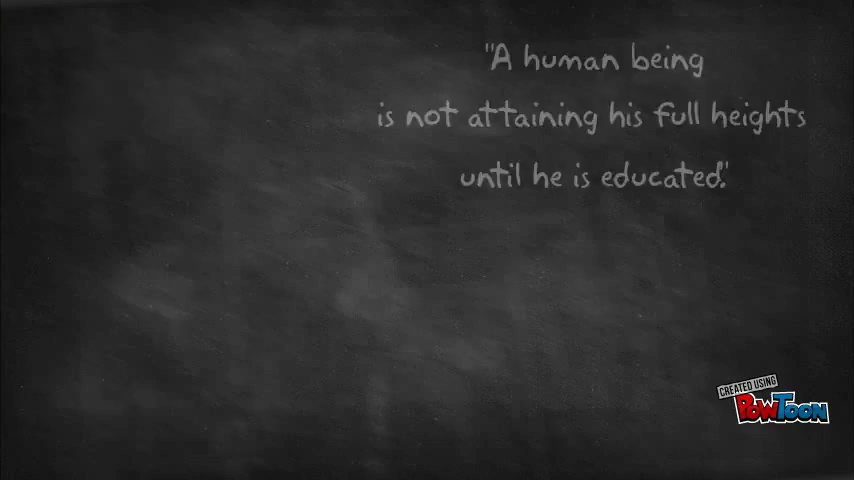 "A human being
is not attaining his full heights
until he is educated."
CREATED USING
POWTOON